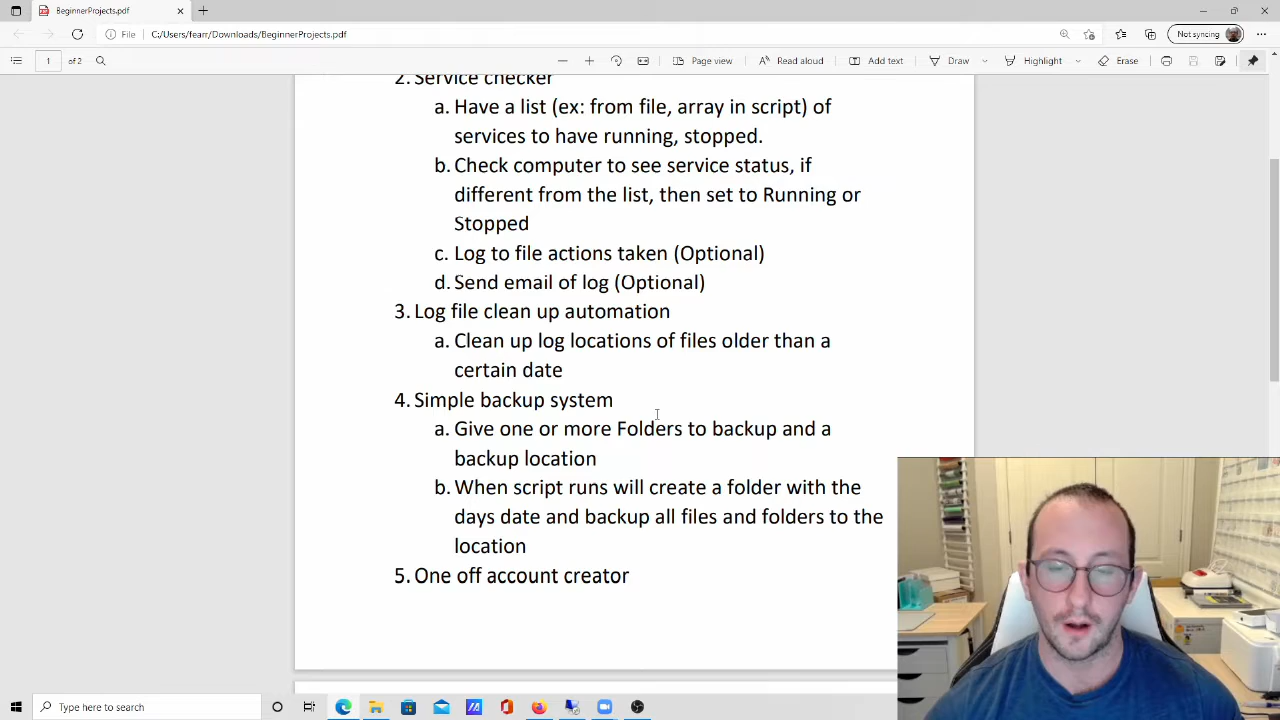 BeginnerProjects.pdf
File C:/Users/fearr/Downloads/BeginnerProjects.pdf
Not syncing
1 of 2
Page view
Read aloud
Add text
Draw
Highlight
Erase
2. Service checker
a. Have a list (ex: from file, array in script) of
services to have running, stopped.
b. Check computer to see service status, if
different from the list, then set to Running or
Stopped
c. Log to file actions taken (Optional)
d. Send email of log (Optional)
3. Log file clean up automation
a. Clean up log locations of files older than a
certain date
4. Simple backup system
a. Give one or more Folders to backup and a
backup location
b. When script runs will create a folder with the
days date and backup all files and folders to the
location
5. One off account creator
Type here to search